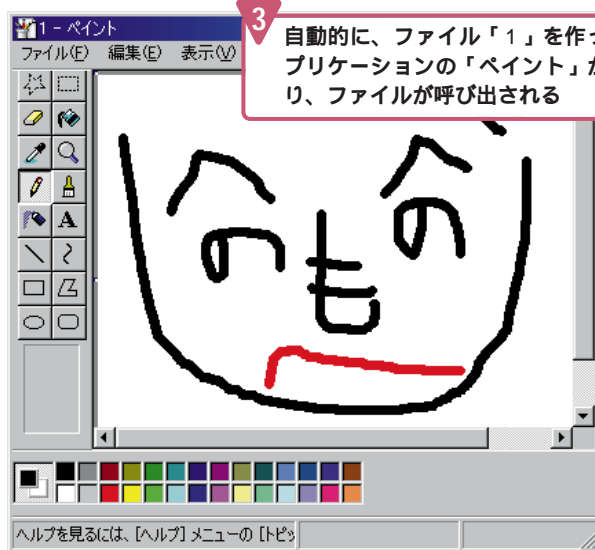 1 - ペイント
ファイル(F) 編集(E) 表示(V)
3
自動的に、ファイル「1」を作っ
プリケーションの「ペイント」が
り、ファイルが呼び出される
A
へ へ
の の
も
へ
ヘルプを見るには、[ヘルプ] メニューの [トピッ